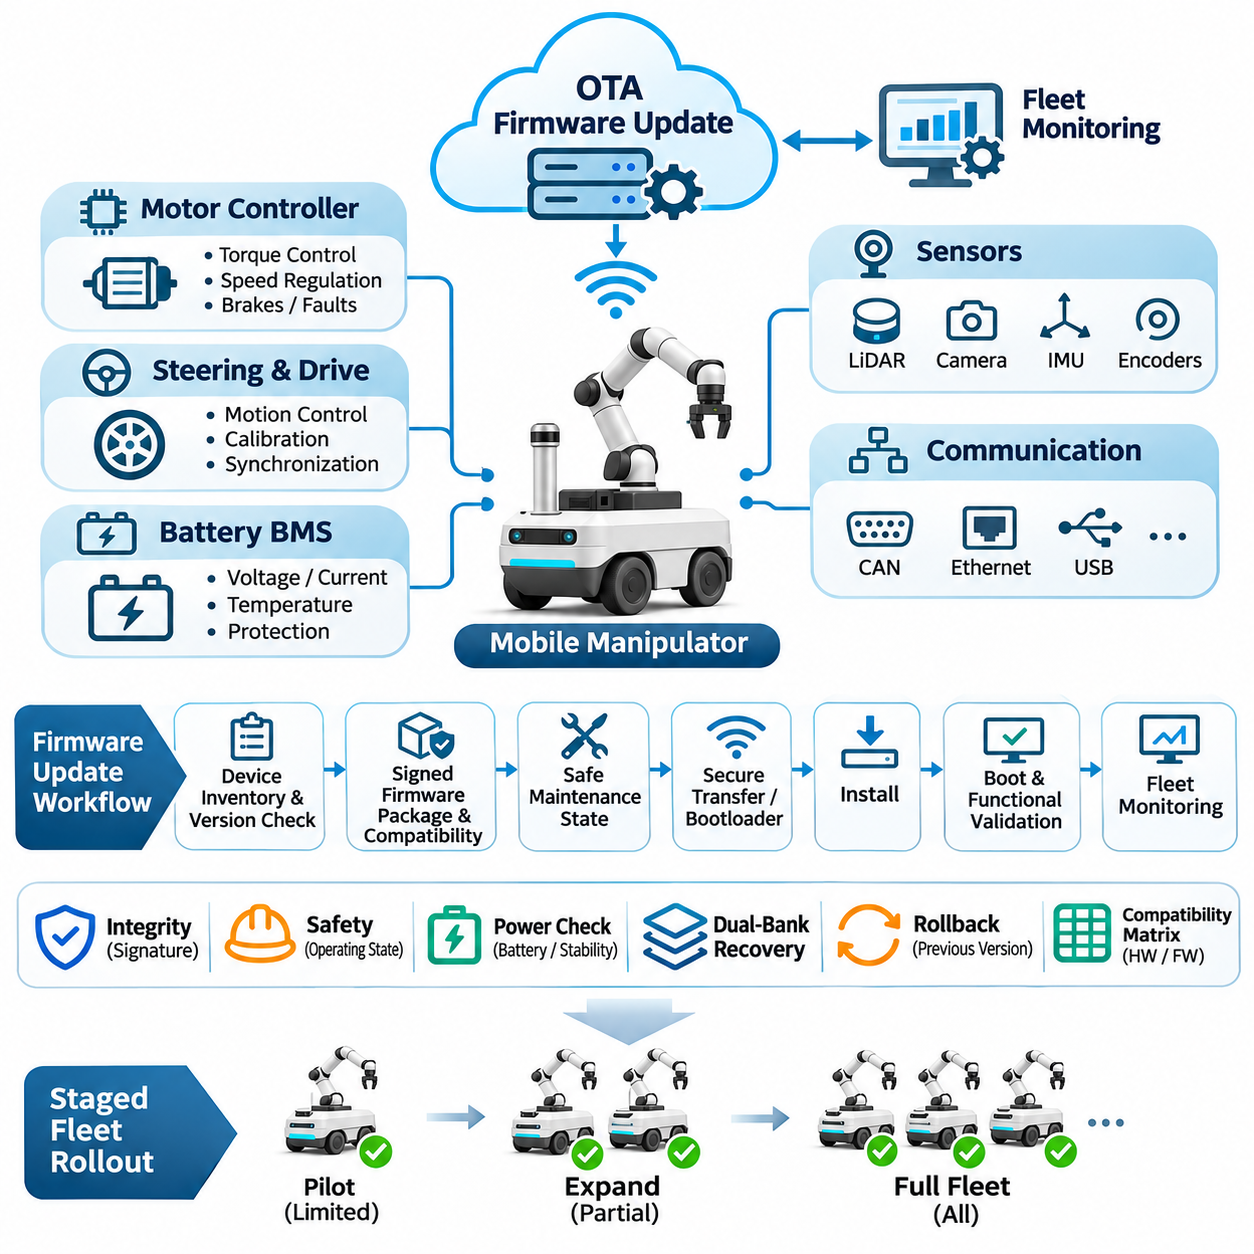 OTA
Firmware Update
Fleet
Monitoring
Motor Controller
• Torque Control
• Speed Regulation
• Brakes / Faults
Steering & Drive
• Motion Control
• Calibration
• Synchronization
Battery BMS
• Voltage / Current
• Temperature
• Protection
Sensors
LiDAR Camera IMU Encoders
Communication
CAN Ethernet USB ...
Mobile Manipulator
Firmware
Update
Workflow
Device
Inventory &
Version Check
Signed
Firmware
Package &
Compatibility
Safe
Maintenance
State
Secure
Transfer /
Bootloader
Install
Boot &
Functional
Validation
Fleet
Monitoring
Integrity
(Signature)
Safety
(Operating State)
Power Check
(Battery / Stability)
Dual-Bank
Recovery
Rollback
(Previous Version)
Compatibility
Matrix
(HW / FW)
Staged
Fleet
Rollout
Pilot
(Limited)
Expand
(Partial)
Full Fleet
(All)
...